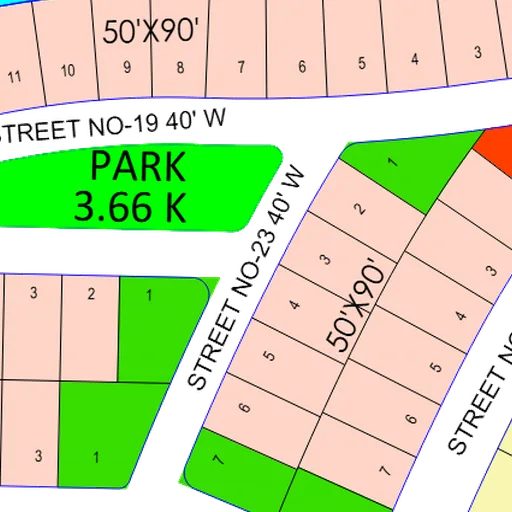 50'X90'
11 10 9 8 7 6 5 4 3
STREET NO-19 40' W
PARK
3.66 K
STREET NO-23 40' W
1
2
3
4
5
6
7
50'X90'
3
4
5
6
7
STREET
3 2 1
3 1